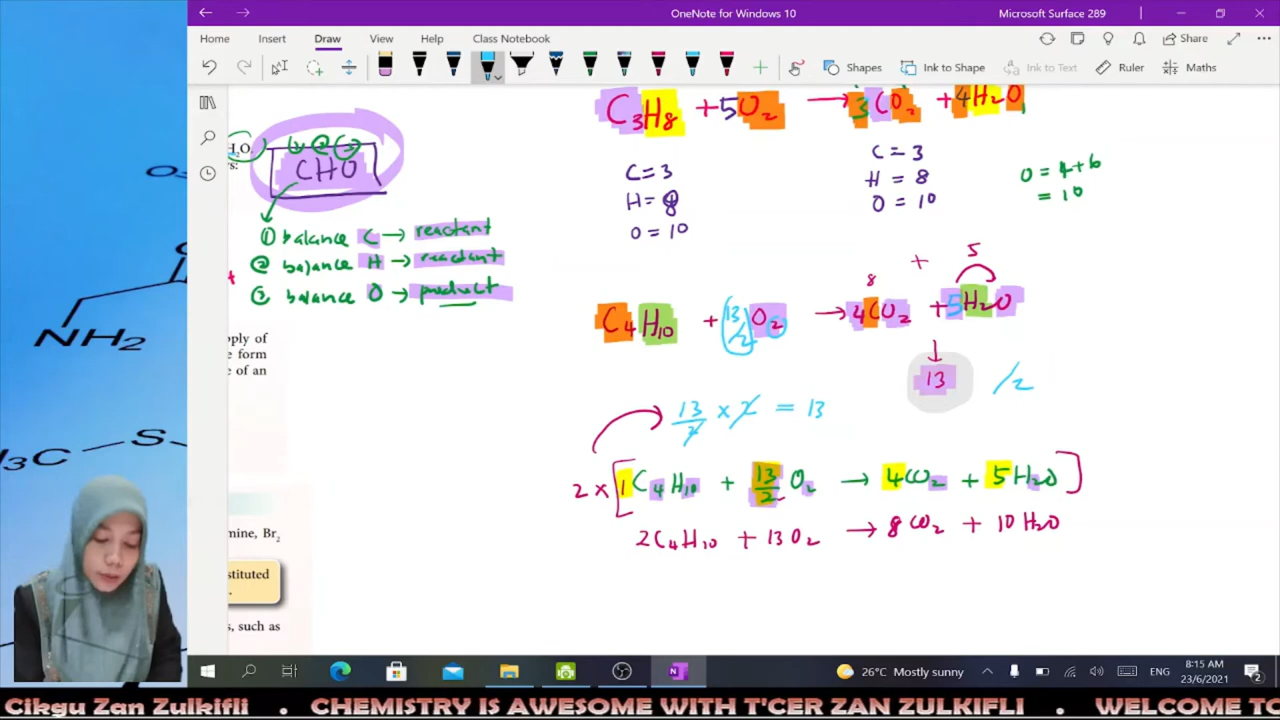 OneNote for Windows 10
Microsoft Surface 289
Home Insert Draw View Help Class Notebook
Share
Shapes Ink to Shape Ink to Text Ruler Maths
C3H8 + 5O2 → 3CO2 + 4H2O
C = 3
H = 8
O = 10
C = 3
H = 8
O = 10
O = 4+6
= 10
H2O.
CHO
① balance C → reactant
② balance H → reactant
③ balance O → product
C4H10 + 13/2 O2 → 4CO2 + 5H2O
8 + 5
13 /2
13/2 × 2 = 13
2 × [1C4H10 + 13/2 O2 → 4CO2 + 5H2O]
2C4H10 + 13O2 → 8CO2 + 10H2O
NH2
3C S
pply of
e form
e of an
mine, Br2
stituted
s, such as
26°C Mostly sunny
ENG
8:15 AM
23/6/2021
2
Cikgu Zan Zulkifli . CHEMISTRY IS AWESOME WITH T'CER ZAN ZULKIFLI . WELCOME TO